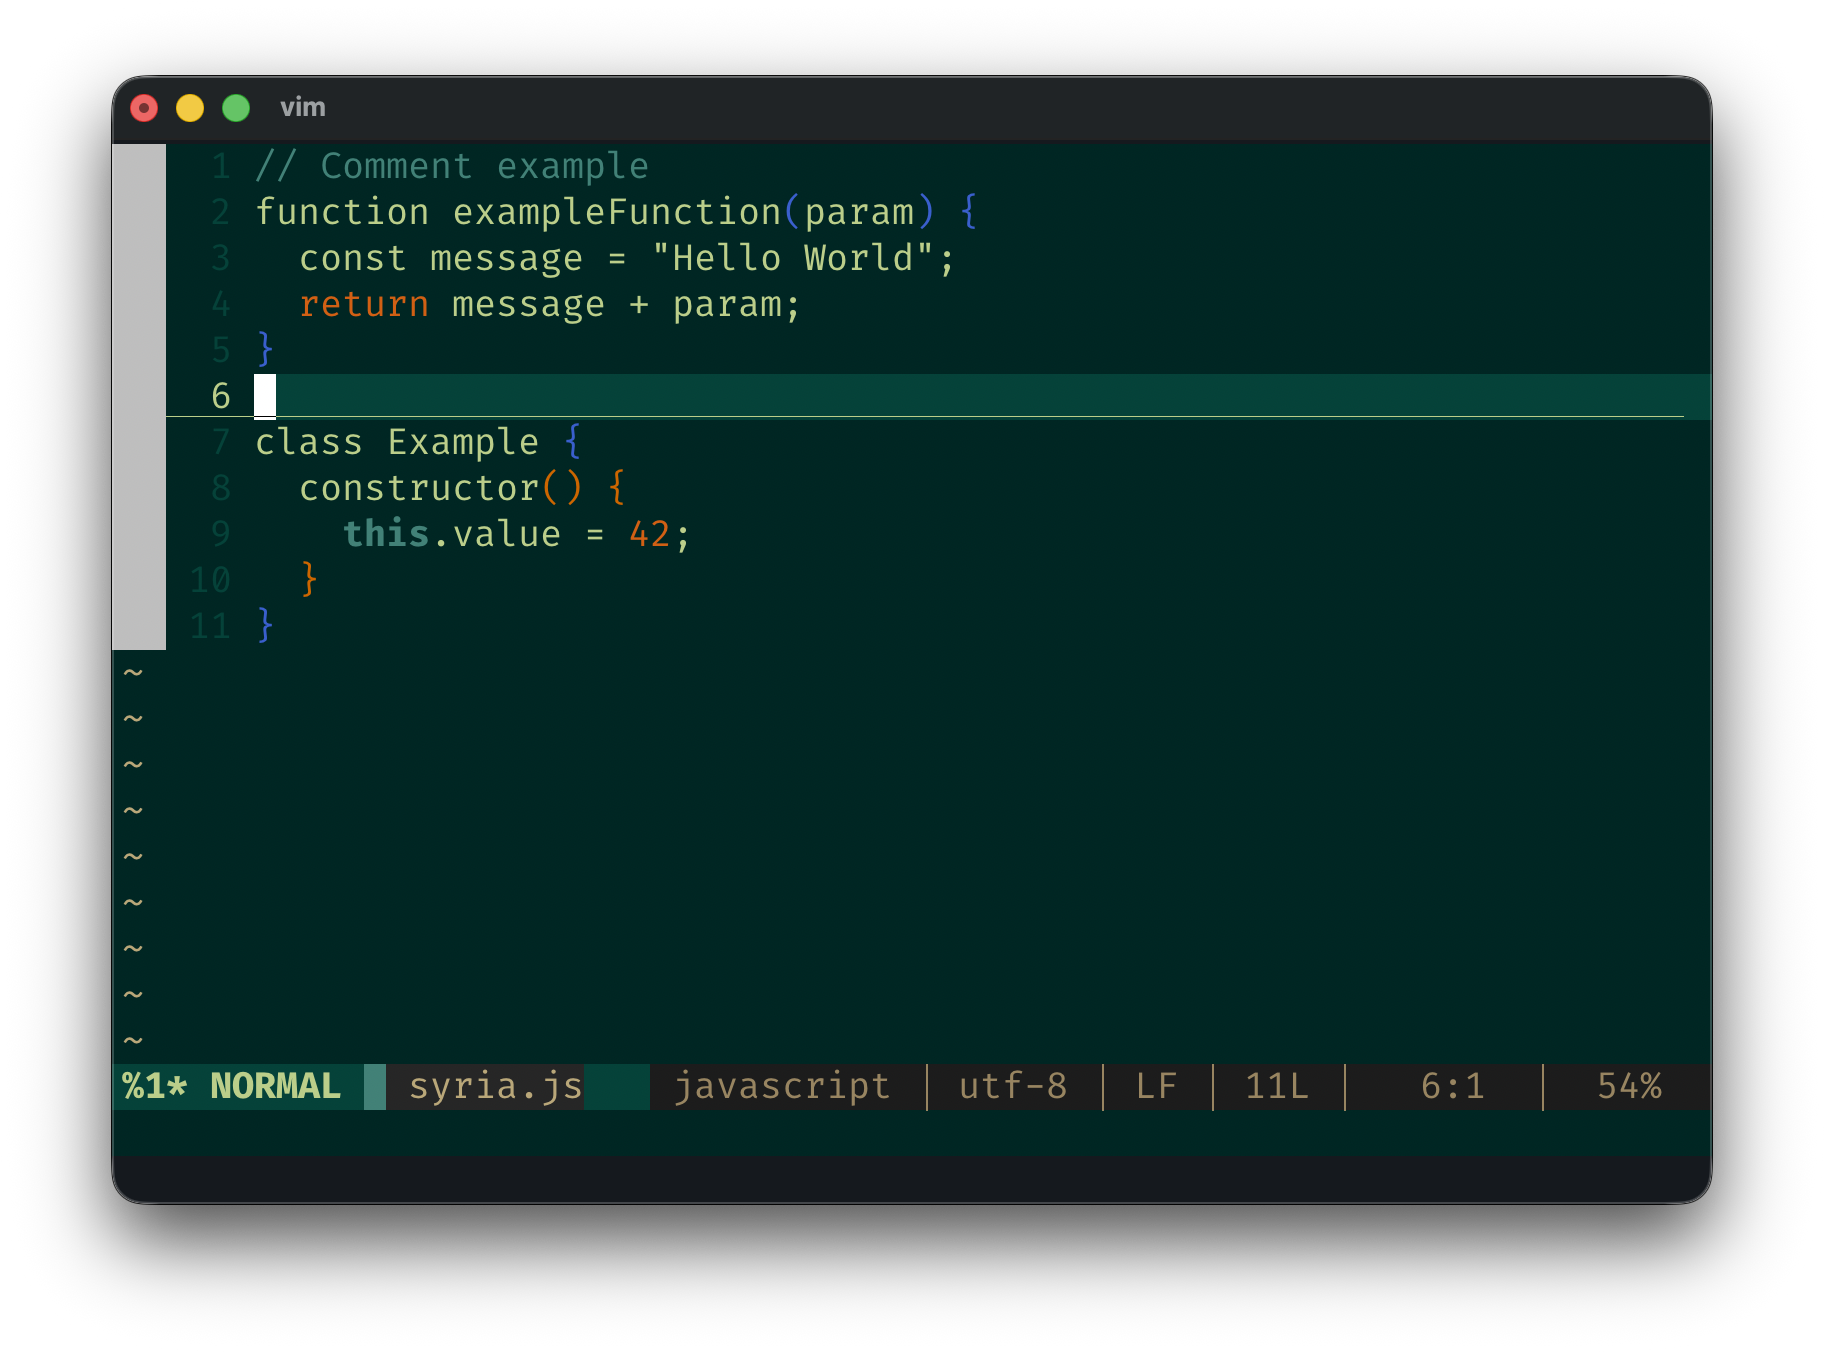 vim
1 // Comment example
2 function exampleFunction(param) {
3   const message = "Hello World";
4   return message + param;
5 }
6
7 class Example {
8   constructor() {
9     this.value = 42;
10   }
11 }
~
~
~
~
~
~
~
~
~
%1* NORMAL syria.js javascript | utf-8 | LF | 11L | 6:1 | 54%